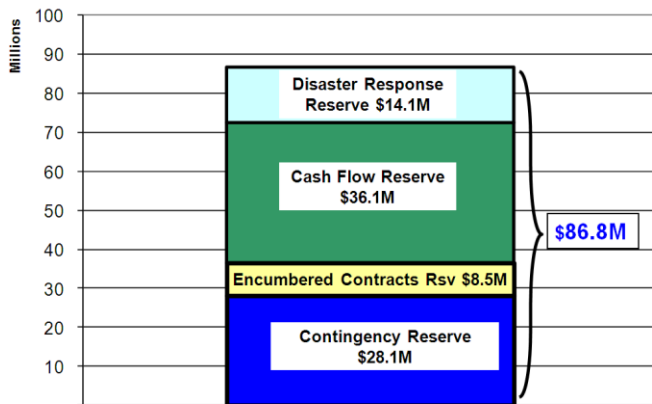 Millions
100
90
80
70
60
50
40
30
20
10
Disaster Response
Reserve $14.1M
Cash Flow Reserve
$36.1M
Encumbered Contracts Rsv $8.5M
Contingency Reserve
$28.1M
$86.8M